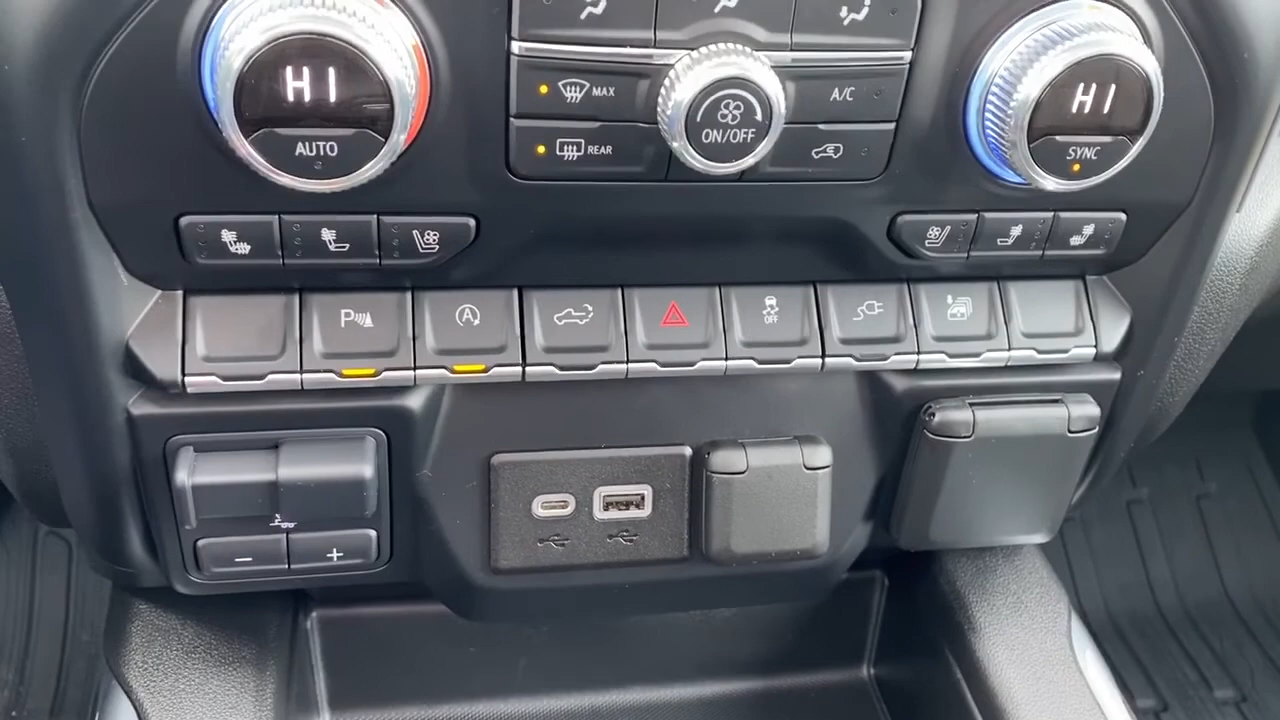 HI
AUTO
MAX
REAR
ON/OFF
A/C
HI
SYNC
P
A
OFF
− +